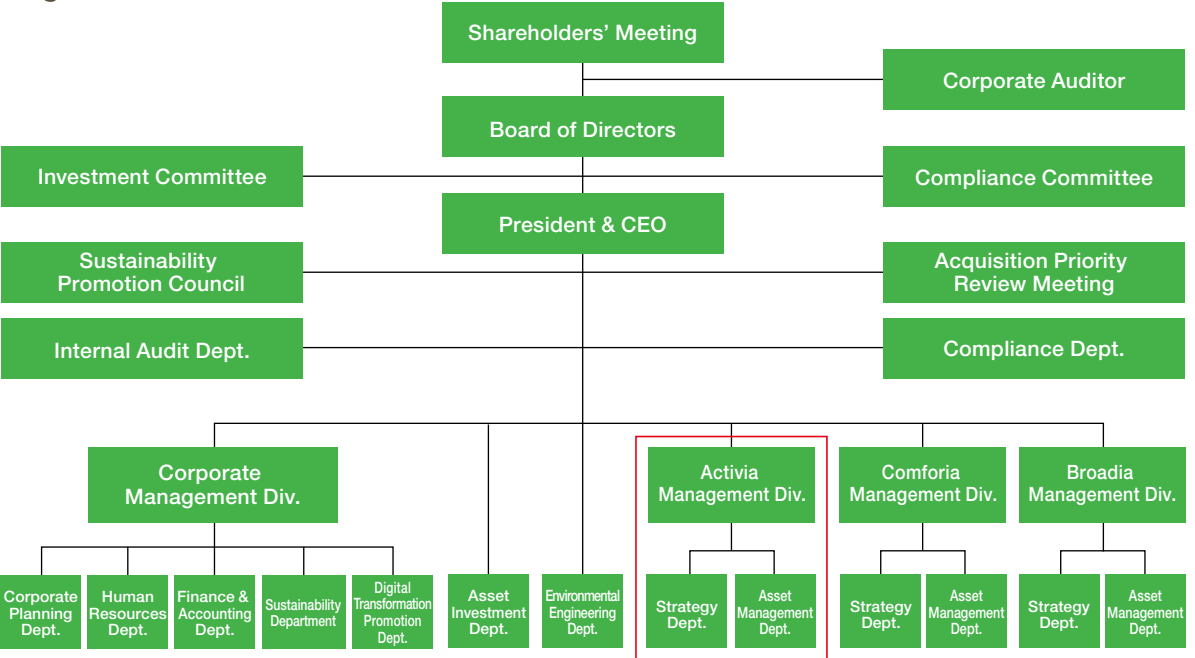 Shareholders' Meeting
Corporate Auditor
Board of Directors
Investment Committee
Compliance Committee
President & CEO
Sustainability
Promotion Council
Acquisition Priority
Review Meeting
Internal Audit Dept.
Compliance Dept.
Corporate
Management Div.
Activia
Management Div.
Comforia
Management Div.
Broadia
Management Div.
Corporate
Planning
Dept.
Human
Resources
Dept.
Finance &
Accounting
Dept.
Sustainability
Department
Digital
Transformation
Promotion
Dept.
Asset
Investment
Dept.
Environmental
Engineering
Dept.
Strategy
Dept.
Asset
Management
Dept.
Strategy
Dept.
Asset
Management
Dept.
Strategy
Dept.
Asset
Management
Dept.